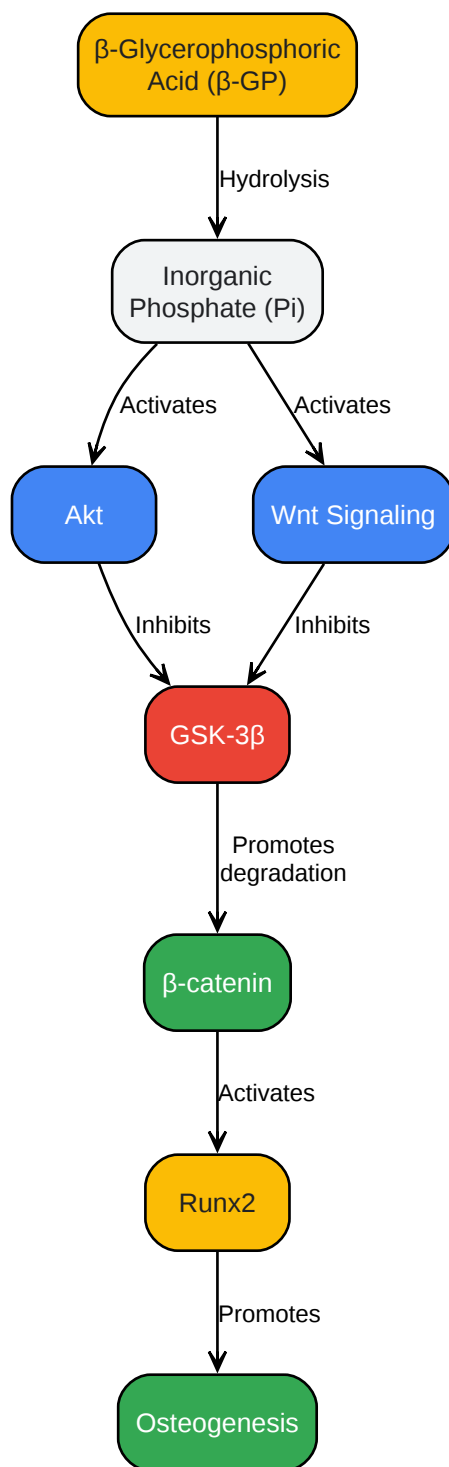 β-Glycerophosphoric
Acid (β-GP)
Hydrolysis
Inorganic
Phosphate (Pi)
Activates
Activates
Akt
Wnt Signaling
Inhibits
Inhibits
GSK-3β
Promotes
degradation
β-catenin
Activates
Runx2
Promotes
Osteogenesis